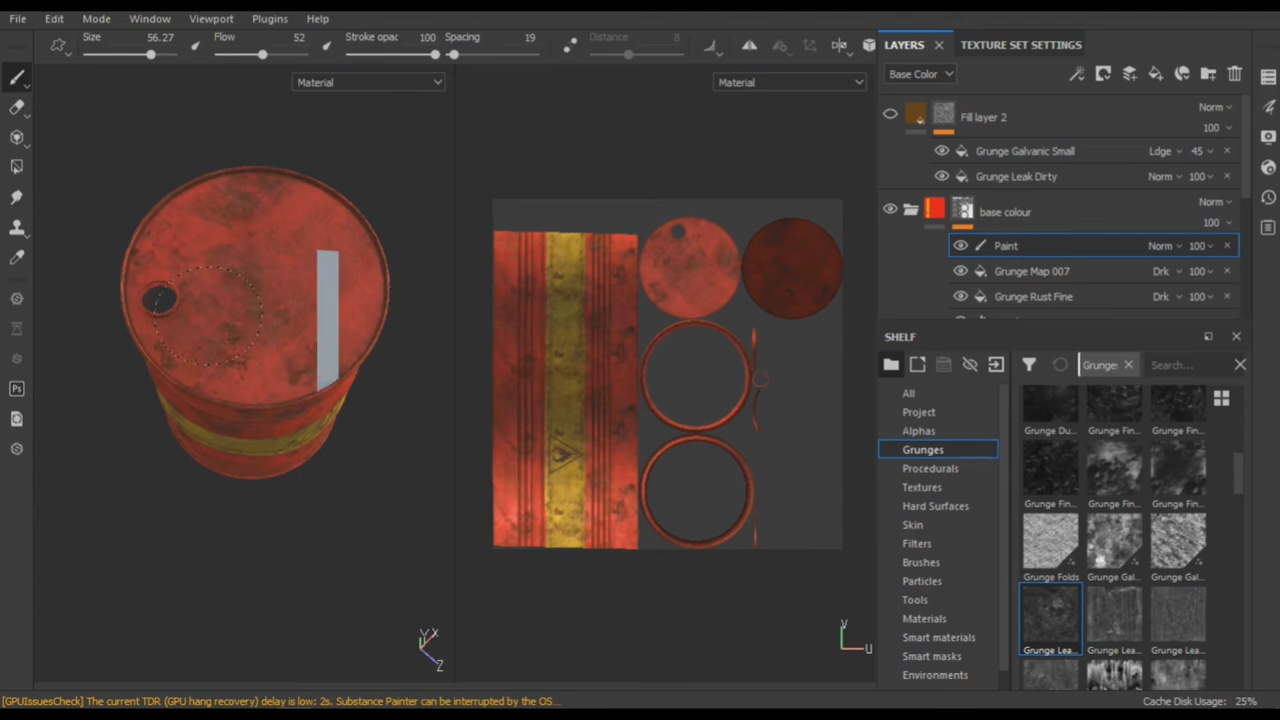 File Edit Mode Window Viewport Plugins Help
Size 56.27 Flow 52 Stroke opac 100 Spacing 19 Distance 8
LAYERS TEXTURE SET SETTINGS
Base Color
Material
Material
Fill layer 2 Norm 100
Grunge Galvanic Small Ldge 45
Grunge Leak Dirty Norm 100
base colour Norm 100
Paint Norm 100
Grunge Map 007 Drk 100
Grunge Rust Fine Drk 100
SHELF
Grunge Search...
All
Project
Alphas
Grunges
Procedurals
Textures
Hard Surfaces
Skin
Filters
Brushes
Particles
Tools
Materials
Smart materials
Smart masks
Environments
Grunge Du... Grunge Fin... Grunge Fin...
Grunge Fin... Grunge Fin... Grunge Fin...
Grunge Folds Grunge Gal... Grunge Gal...
Grunge Lea... Grunge Lea... Grunge Lea...
Ps
Y X
Z
V
U
[GPUIssuesCheck] The current TDR (GPU hang recovery) delay is low: 2s. Substance Painter can be interrupted by the OS...
Cache Disk Usage: 25%